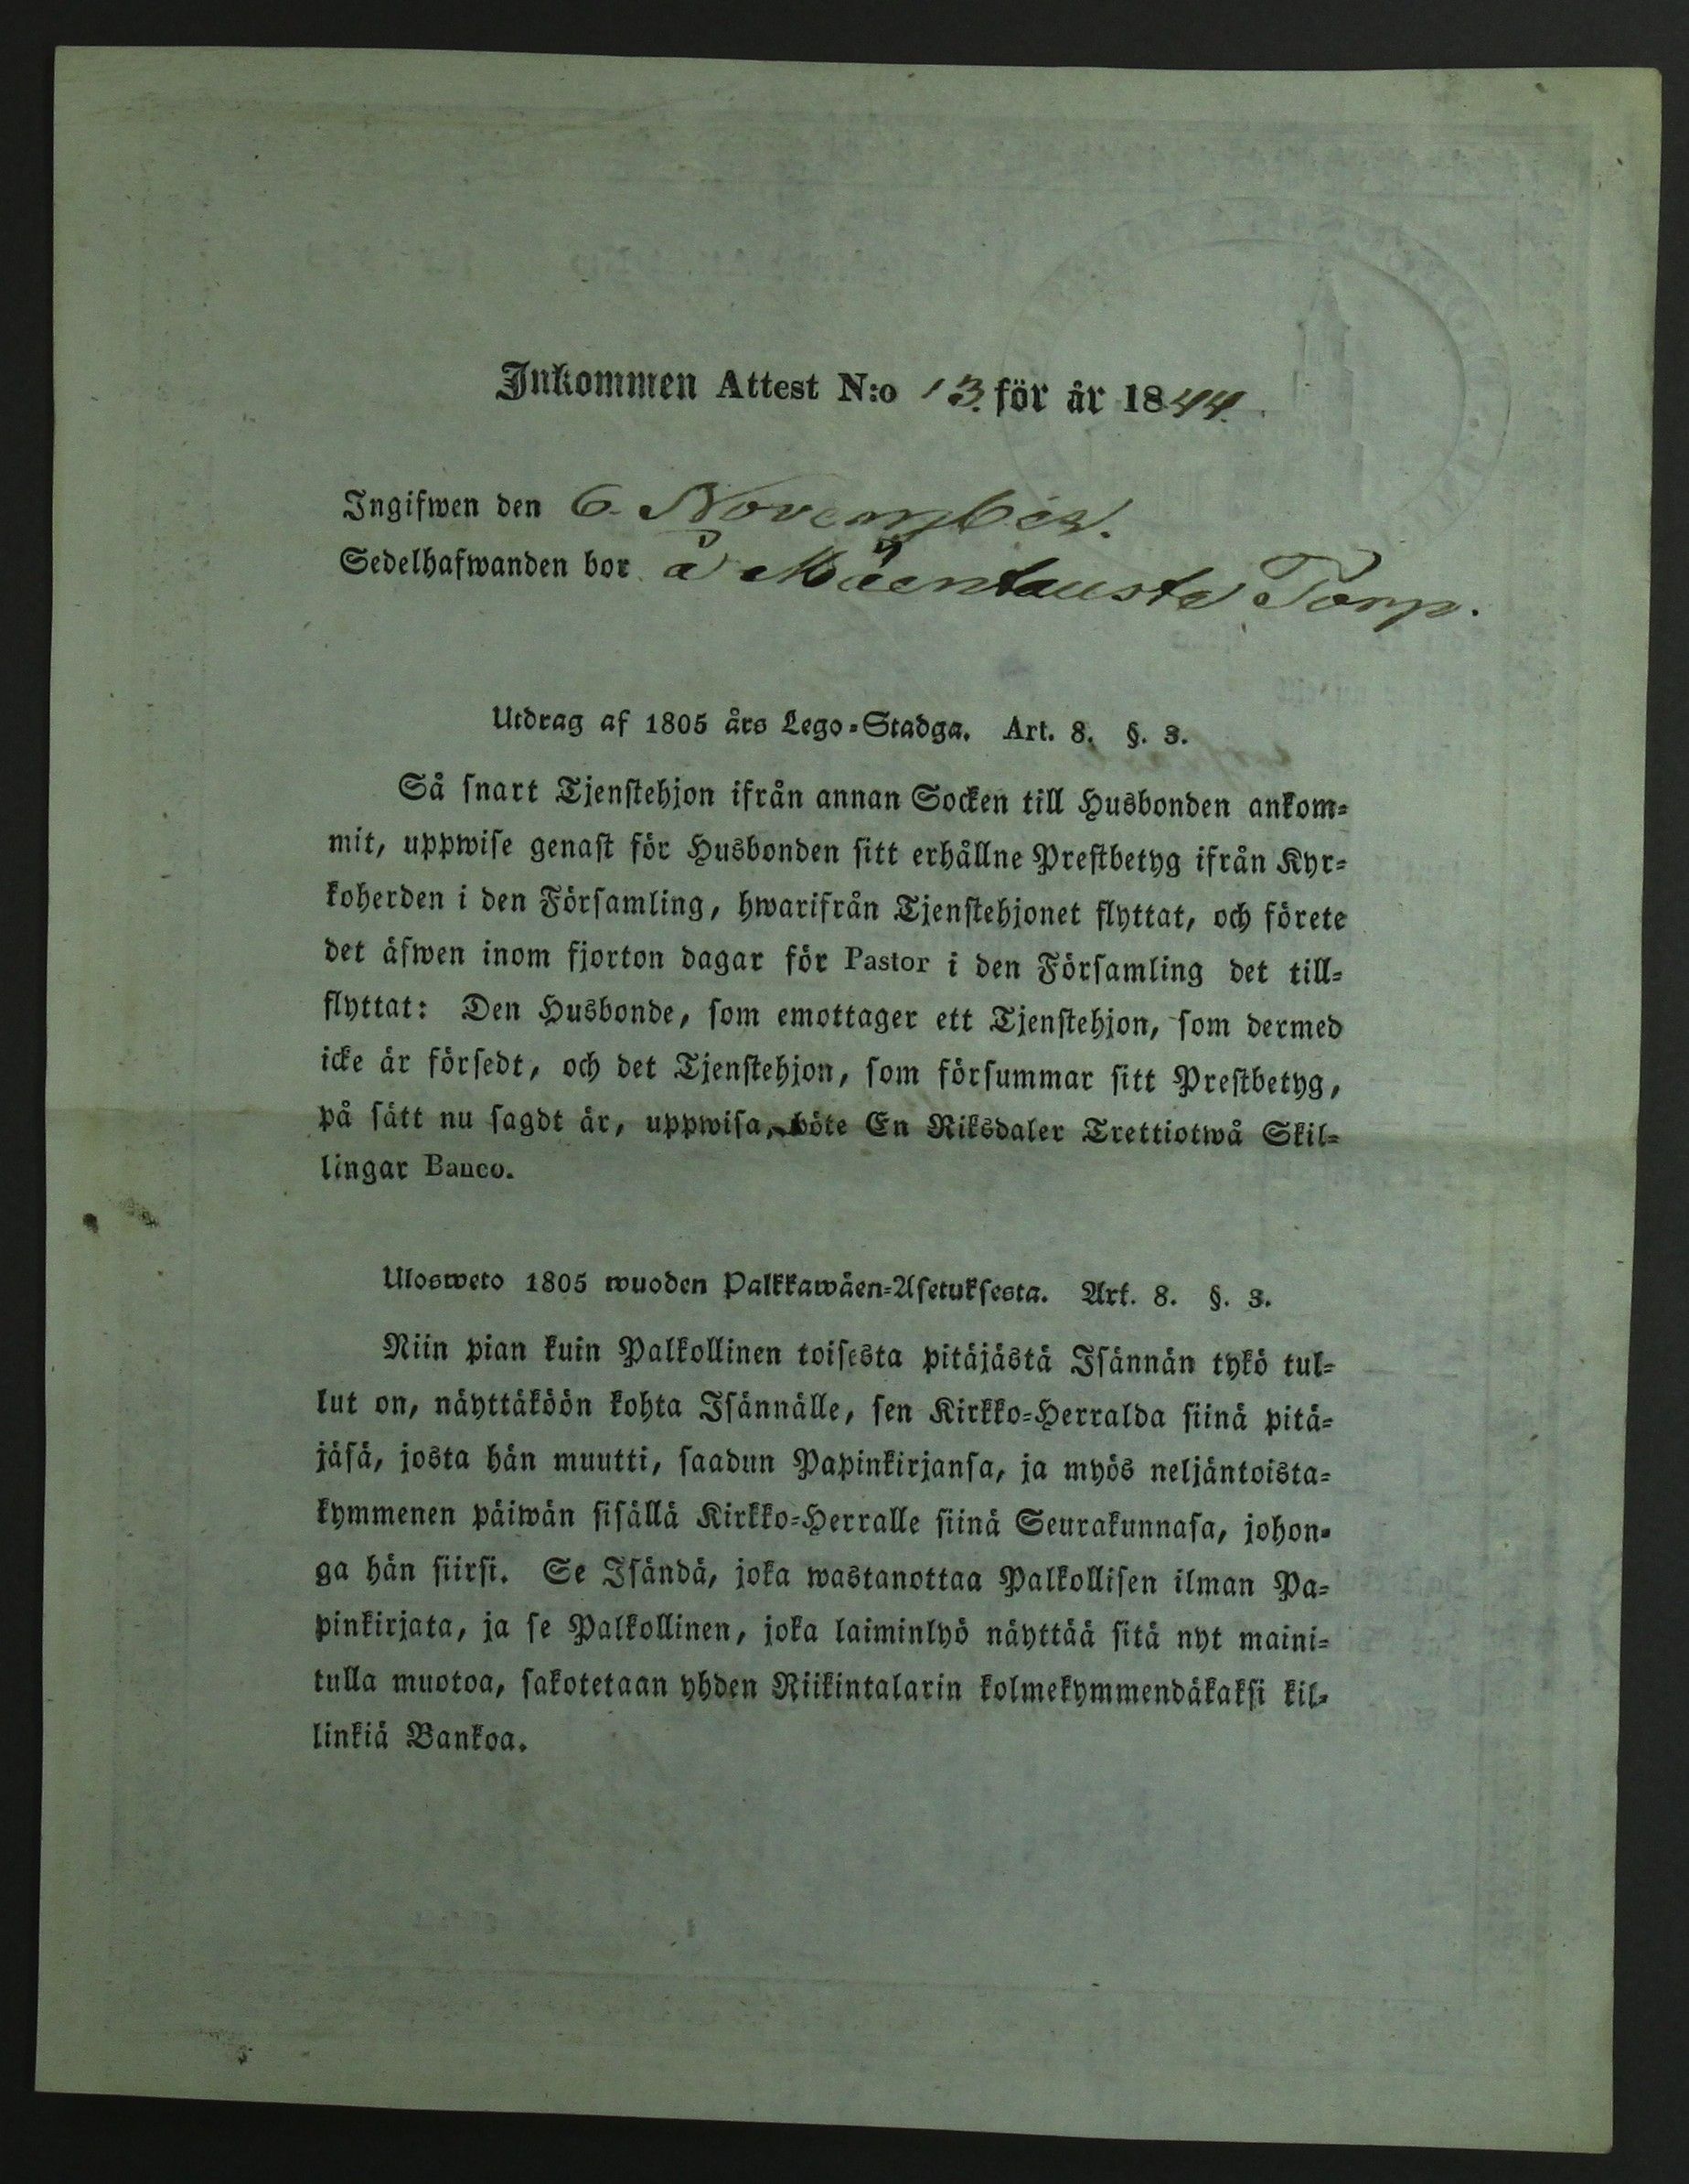 Inkommen Attest N:o 13. för år 1844.
Ingifwen den 6. November.
Sedelhafwanden bor å Mäentausta Torp.
Utdrag af 1805 års Lego-Stadga. Art. 8. §. 3.
Så snart Tjenstehjon ifrån annan Socken till Husbonden ankom-
mit, uppwise genast för Husbonden sitt erhållne Prestbetyg ifrån Kyr-
koherden i den Församling, hwarifrån Tjenstehjonet flyttat, och förete
det äfwen inom fjorton dagar för Pastor i den Församling det till-
flyttat: Den Husbonde, som emottager ett Tjenstehjon, som dermed
icke är försedt, och det Tjenstehjon, som försummar sitt Prestbetyg,
på sätt nu sagdt är, uppwisa, böte En Riksdaler Trettiotwå Skil-
lingar Banco.
Ulosweto 1805 wuoden Palkkawäen-Asetuksesta. Art. 8. §. 3.
Niin pian kuin Palkollinen toisesta pitäjästä Isännän tykö tul-
lut on, näyttäköön kohta Isännälle, sen Kirkko-Herralda siinä pitä-
jäsä, josta hän muutti, saadun Papinkirjansa, ja myös neljäntoista-
kymmenen päiwän sisällä Kirkko-Herralle siinä Seurakunnasa, johon-
ga hän siirsi. Se Isändä, joka wastanottaa Palkollisen ilman Pa-
pinkirjata, ja se Palkollinen, joka laiminlyö näyttää sitä nyt maini-
tulla muotoa, sakotetaan yhden Riikintalarin kolmekymmendäkaksi kil-
linkiä Bankoa.